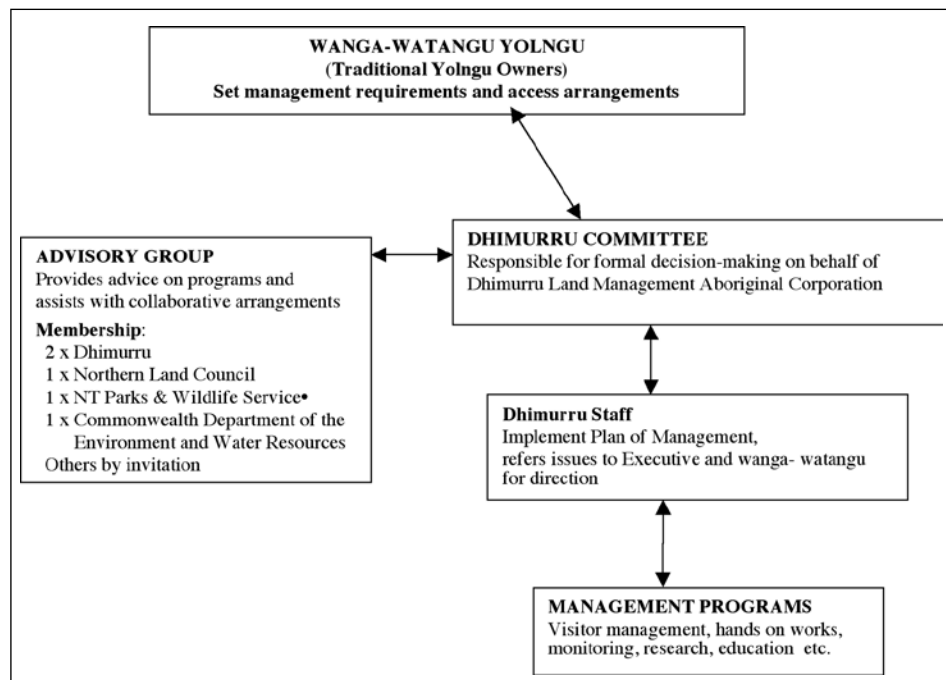 WANGA-WATANGU YOLNGU
(Traditional Yolngu Owners)
Set management requirements and access arrangements
DHIMURRU COMMITTEE
Responsible for formal decision-making on behalf of
Dhimurru Land Management Aboriginal Corporation
ADVISORY GROUP
Provides advice on programs and
assists with collaborative arrangements
Membership:
2 x Dhimurru
1 x Northern Land Council
1 x NT Parks & Wildlife Service•
1 x Commonwealth Department of the
Environment and Water Resources
Others by invitation
Dhimurru Staff
Implement Plan of Management,
refers issues to Executive and wanga- watangu
for direction
MANAGEMENT PROGRAMS
Visitor management, hands on works,
monitoring, research, education etc.